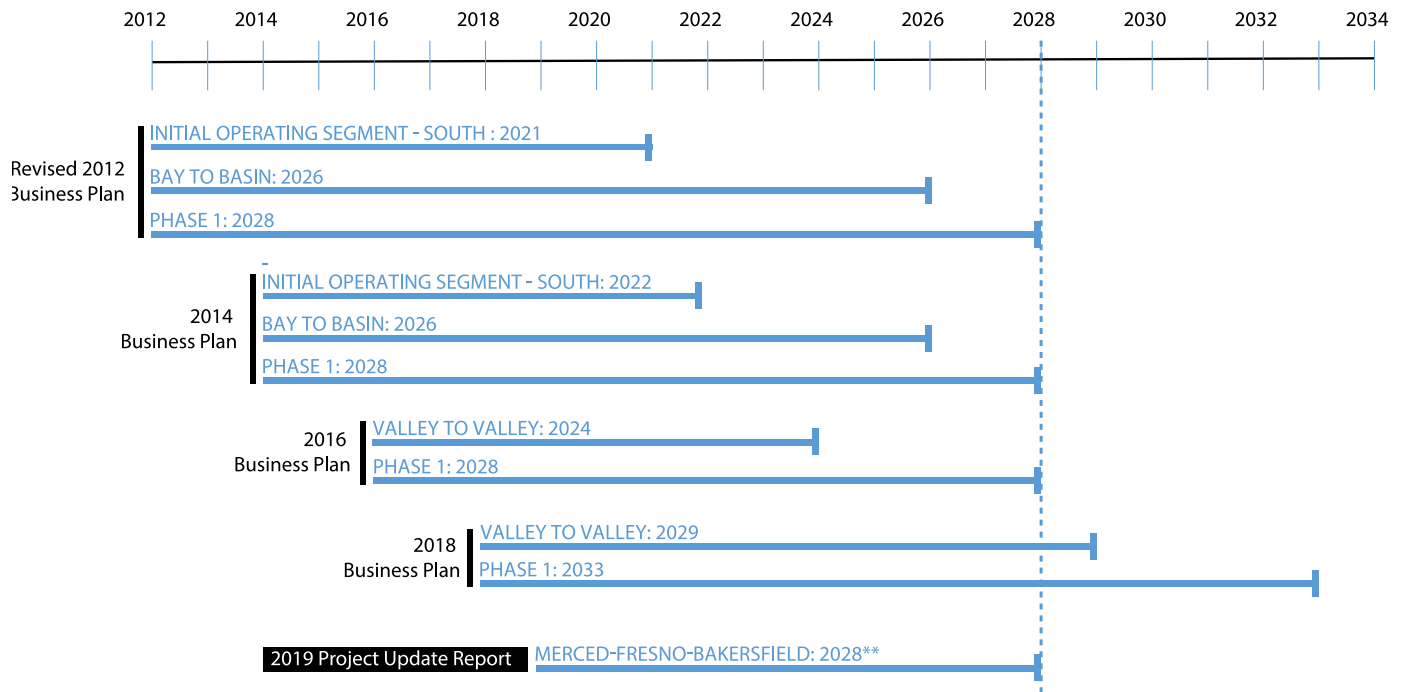 2012 2014 2016 2018 2020 2022 2024 2026 2028 2030 2032 2034
Revised 2012
Business Plan
INITIAL OPERATING SEGMENT - SOUTH : 2021
BAY TO BASIN: 2026
PHASE 1: 2028
-
2014
Business Plan
INITIAL OPERATING SEGMENT - SOUTH: 2022
BAY TO BASIN: 2026
PHASE 1: 2028
2016
Business Plan
VALLEY TO VALLEY: 2024
PHASE 1: 2028
2018
Business Plan
VALLEY TO VALLEY: 2029
PHASE 1: 2033
2019 Project Update Report
MERCED-FRESNO-BAKERSFIELD: 2028**